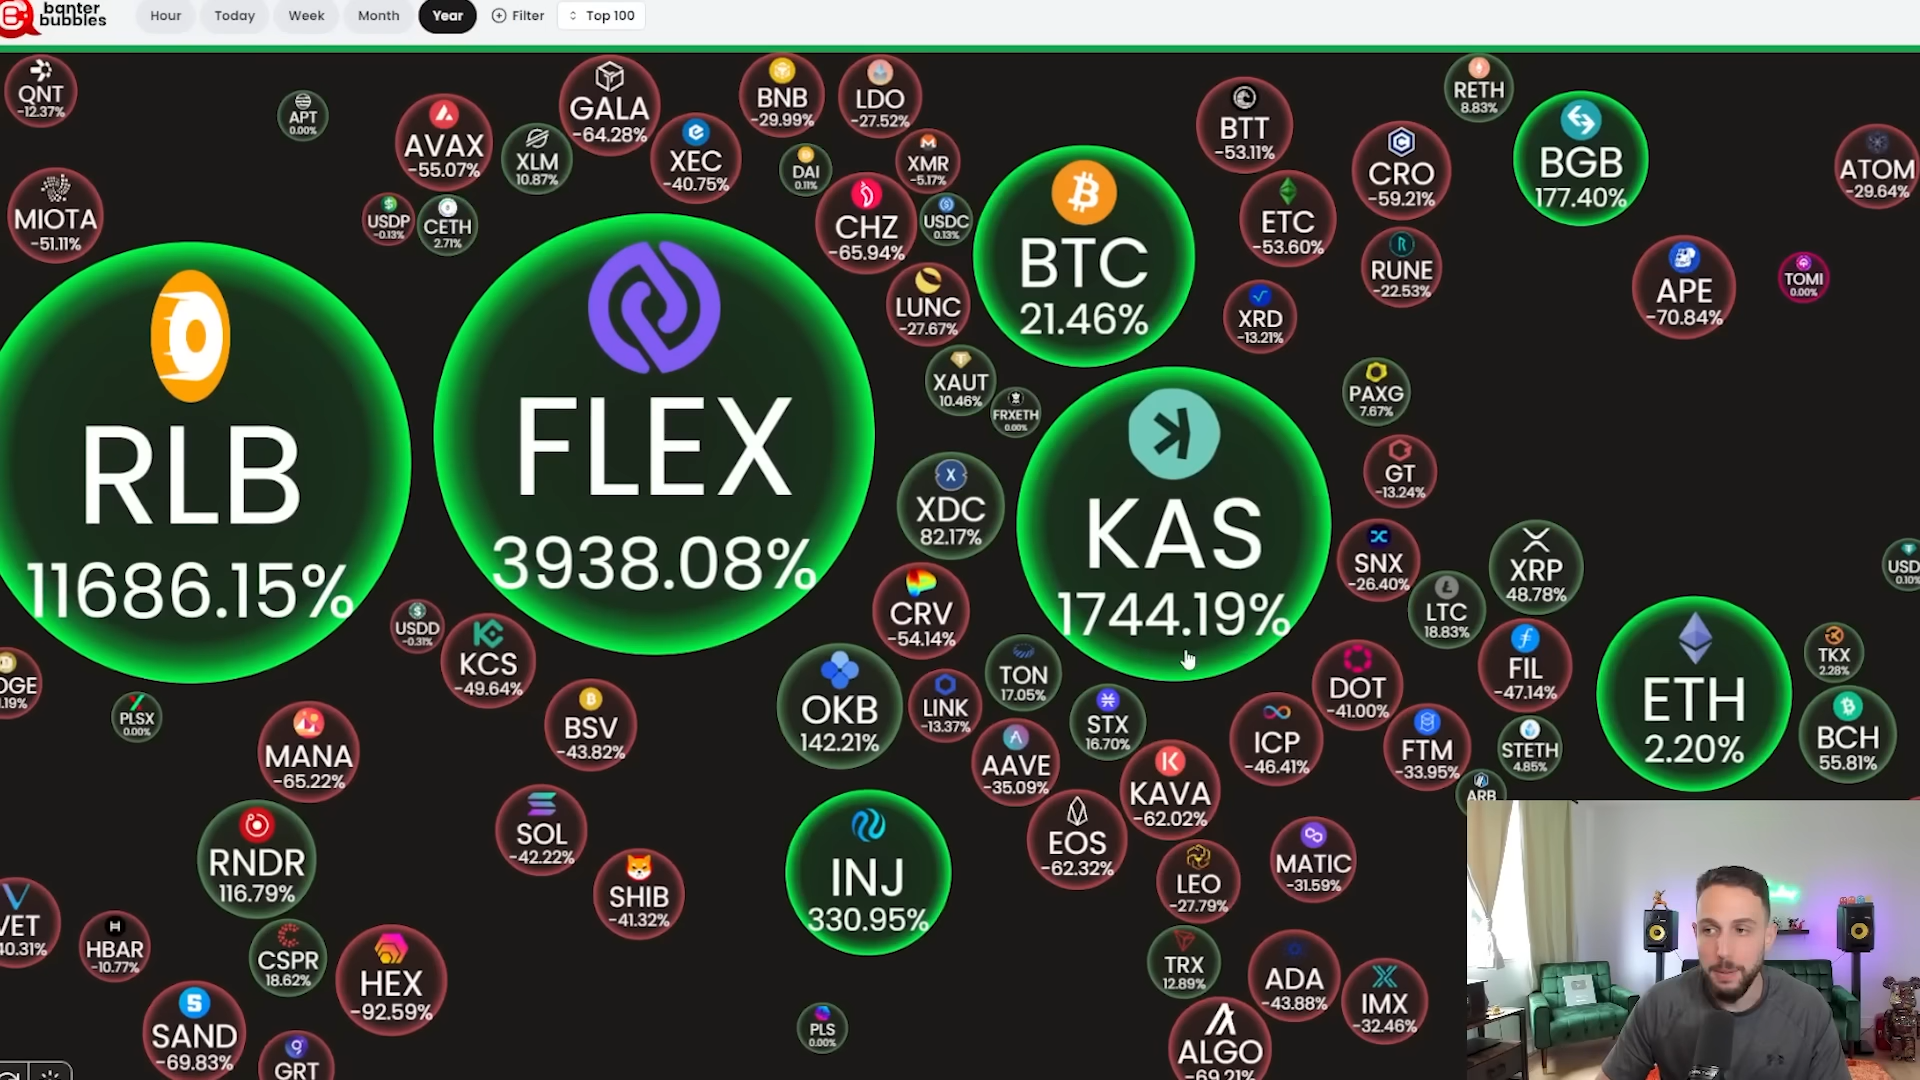 banter
bubbles
Hour
Today
Week
Month
Year
Filter
Top 100
QNT
-12.37%
APT
0.00%
AVAX
-55.07%
XLM
10.87%
GALA
-64.28%
XEC
-40.75%
BNB
-29.99%
LDO
-27.52%
DAI
0.11%
XMR
-5.17%
BTT
-53.11%
CRO
-59.21%
RETH
8.83%
BGB
177.40%
ATOM
-29.64%
MIOTA
-51.11%
USDP
-0.13%
CETH
2.71%
CHZ
-65.94%
USDC
0.13%
BTC
21.46%
ETC
-53.60%
RUNE
-22.53%
APE
-70.84%
TOMI
0.00%
LUNC
-27.67%
XRD
-13.21%
XAUT
10.46%
FRXETH
0.00%
PAXG
7.67%
RLB
11686.15%
FLEX
3938.08%
XDC
82.17%
KAS
1744.19%
GT
-13.24%
SNX
-26.40%
XRP
48.78%
USD
0.10%
CRV
-54.14%
LTC
18.83%
USDD
-0.31%
KCS
-49.64%
OKB
142.21%
TON
17.05%
LINK
-13.37%
STX
16.70%
DOT
-41.00%
FIL
-47.14%
ETH
2.20%
TKX
2.28%
OGE
.19%
PLSX
0.00%
MANA
-65.22%
BSV
-43.82%
AAVE
-35.09%
ICP
-46.41%
FTM
-33.95%
STETH
4.85%
BCH
55.81%
KAVA
-62.02%
ARB
RNDR
116.79%
SOL
-42.22%
SHIB
-41.32%
INJ
330.95%
EOS
-62.32%
LEO
-27.79%
MATIC
-31.59%
VET
40.31%
HBAR
-10.77%
CSPR
18.62%
HEX
-92.59%
TRX
12.89%
ADA
-43.88%
IMX
-32.46%
SAND
-69.83%
GRT
PLS
0.00%
ALGO
-69.21%